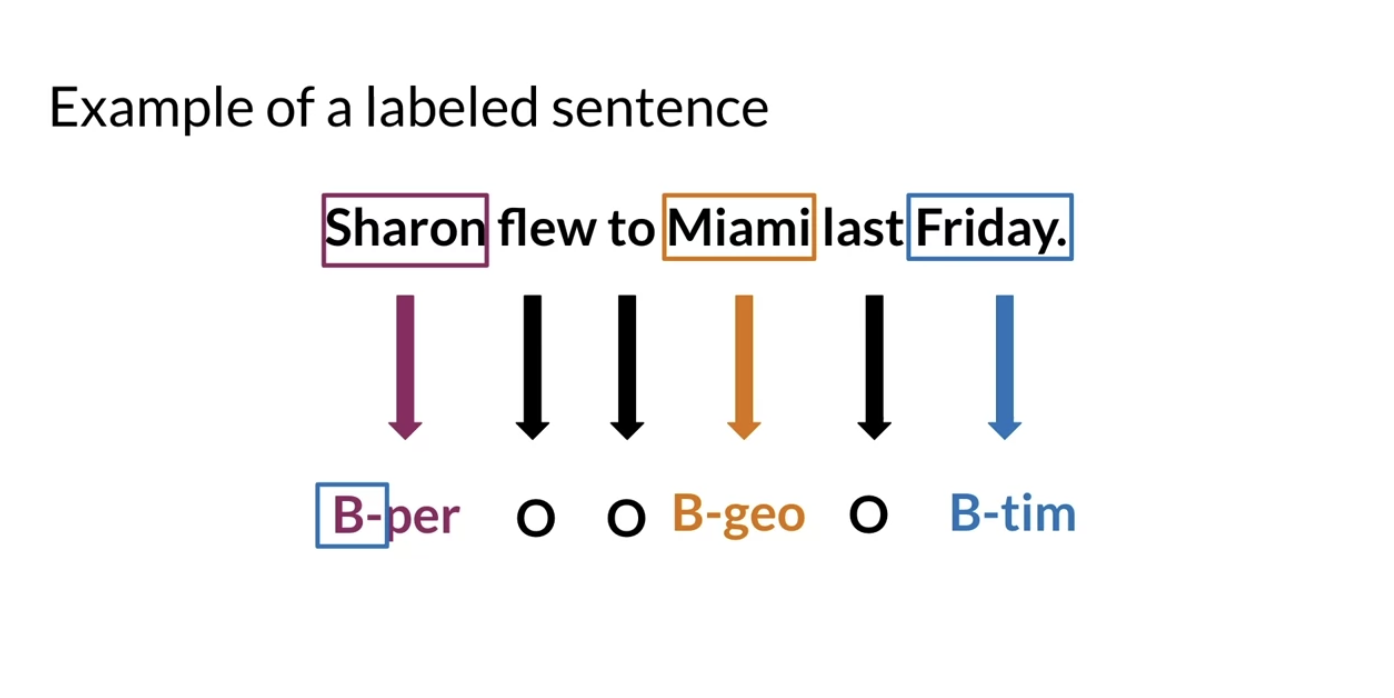 Example of a labeled sentence
Sharon flew to Miami last Friday.
B-per O O B-geo O B-tim